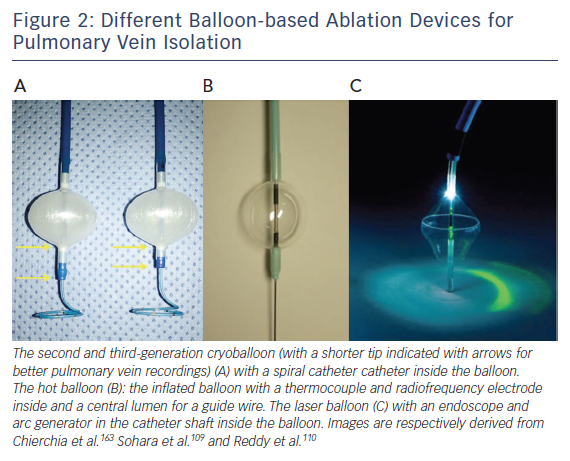 Figure 2: Different Balloon-based Ablation Devices for
Pulmonary Vein Isolation
A
B
C
The second and third-generation cryoballoon (with a shorter tip indicated with arrows for
better pulmonary vein recordings) (A) with a spiral catheter catheter inside the balloon.
The hot balloon (B): the inflated balloon with a thermocouple and radiofrequency electrode
inside and a central lumen for a guide wire. The laser balloon (C) with an endoscope and
arc generator in the catheter shaft inside the balloon. Images are respectively derived from
Chierchia et al.¹⁶³ Sohara et al.¹⁰⁹ and Reddy et al.¹¹⁰